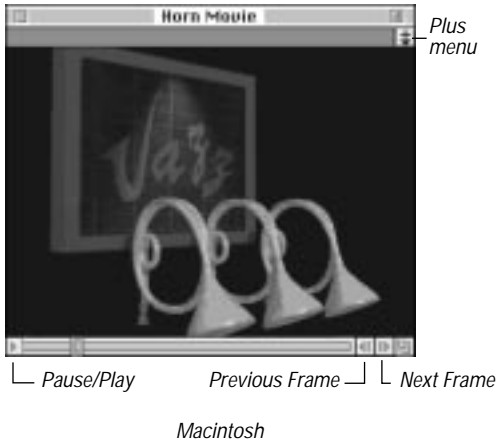 Horn Movie
Plus
menu
Jazz
Pause/Play
Previous Frame
Next Frame
Macintosh